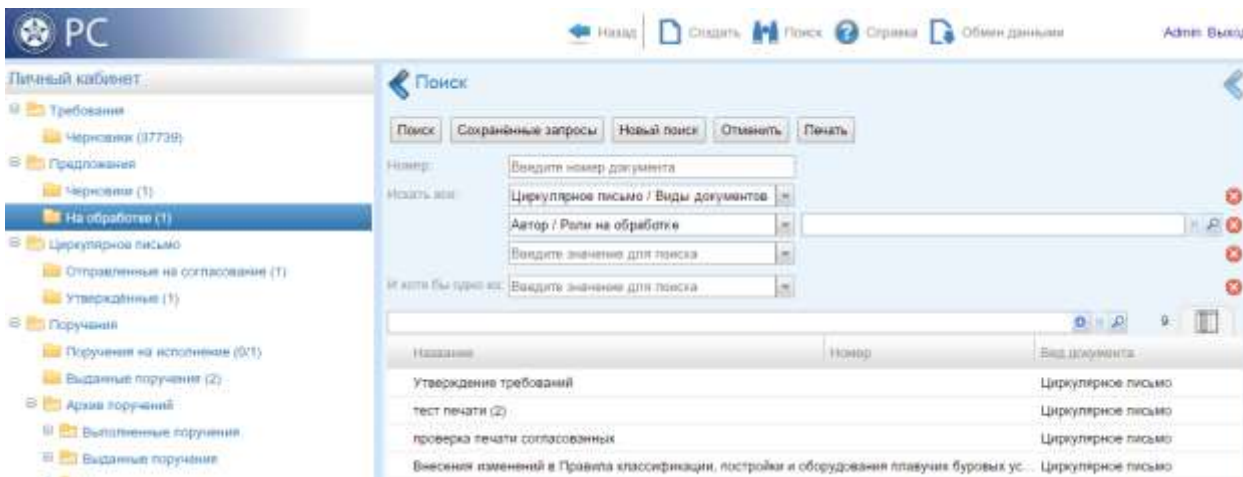 РС
Назад Создать Поиск Справка Обмен данными Admin Выход
Личный кабинет
Требования
Черновики (37739)
Предложения
Черновики (1)
На обработке (1)
Циркулярное письмо
Отправленные на согласование (1)
Утверждённые (1)
Поручения
Поручения на исполнение (0/1)
Выданные поручения (2)
Архив поручений
Выполненные поручения
Выданные поручения
Поиск
Поиск Сохранённые запросы Новый поиск Отменить Печать
Номер: Введите номер документа
Искать все: Циркулярное письмо / Виды документов
Автор / Роли на обработке
Введите значение для поиска
И хотя бы одно из: Введите значение для поиска
9
Название Номер Вид документа
Утверждение требований Циркулярное письмо
тест печати (2) Циркулярное письмо
проверка печати согласованных Циркулярное письмо
Внесения изменений в Правила классификации, постройки и оборудования плавучих буровых ус... Циркулярное письмо